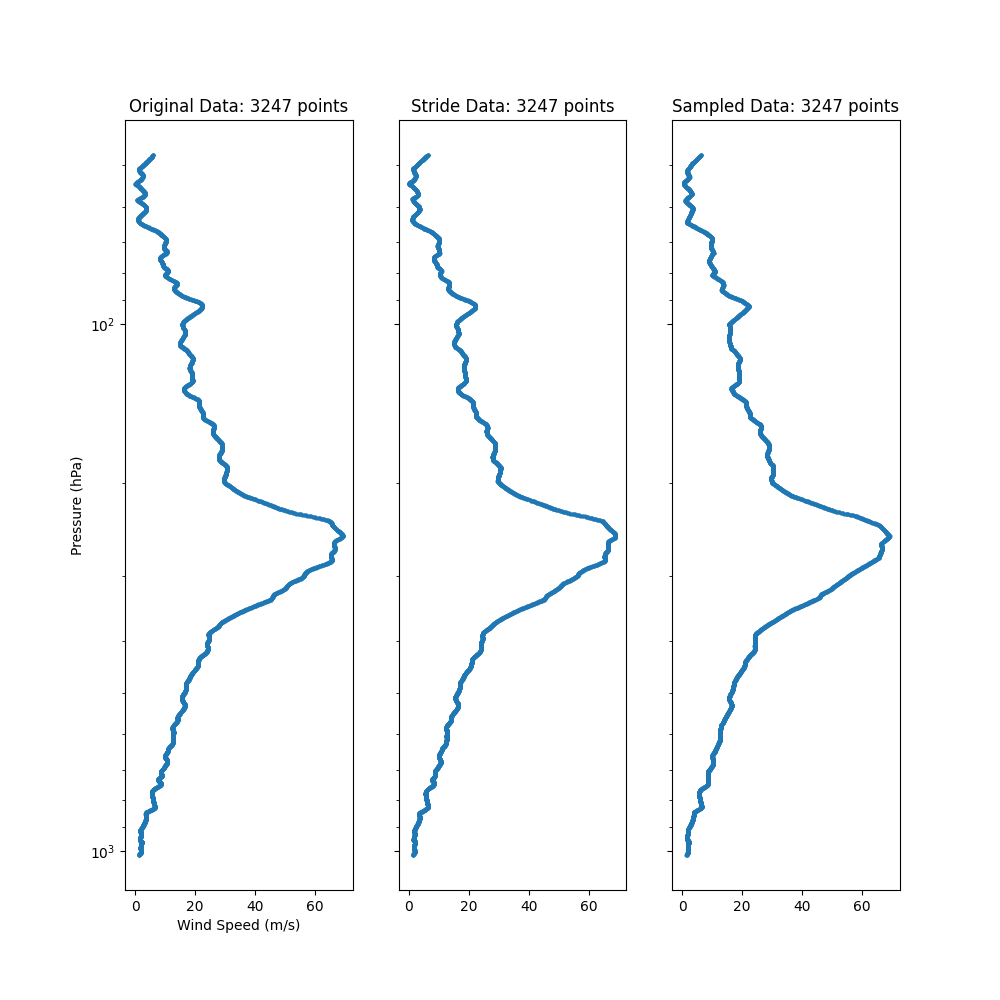 Original Data: 3247 points
Stride Data: 3247 points
Sampled Data: 3247 points
Pressure (hPa)
10²
10³
0 20 40 60
0 20 40 60
0 20 40 60
Wind Speed (m/s)